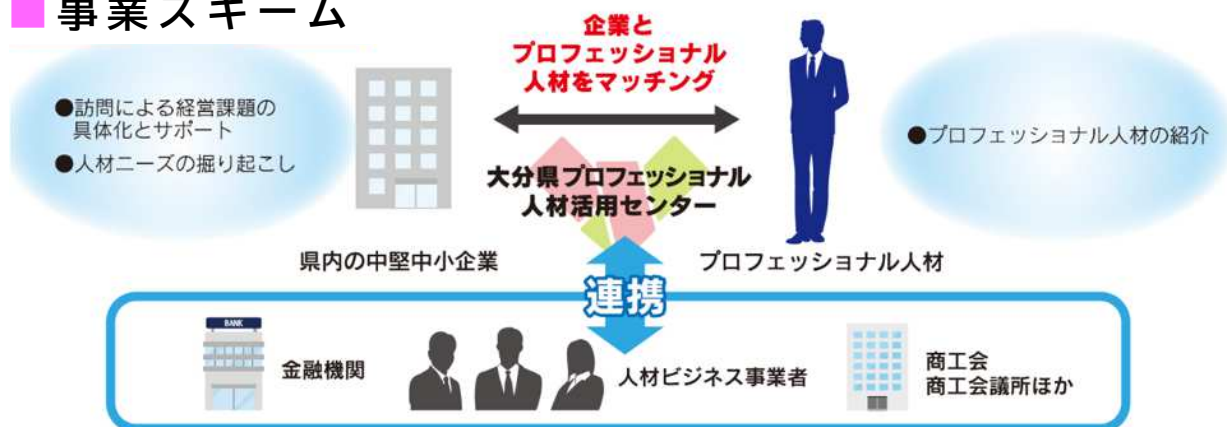 ■事業スキーム
企業と
プロフェッショナル
人材をマッチング
●訪問による経営課題の
具体化とサポート
●人材ニーズの掘り起こし
●プロフェッショナル人材の紹介
大分県プロフェッショナル
人材活用センター
県内の中堅中小企業
プロフェッショナル人材
連携
BANK
金融機関
人材ビジネス事業者
商工会
商工会議所ほか